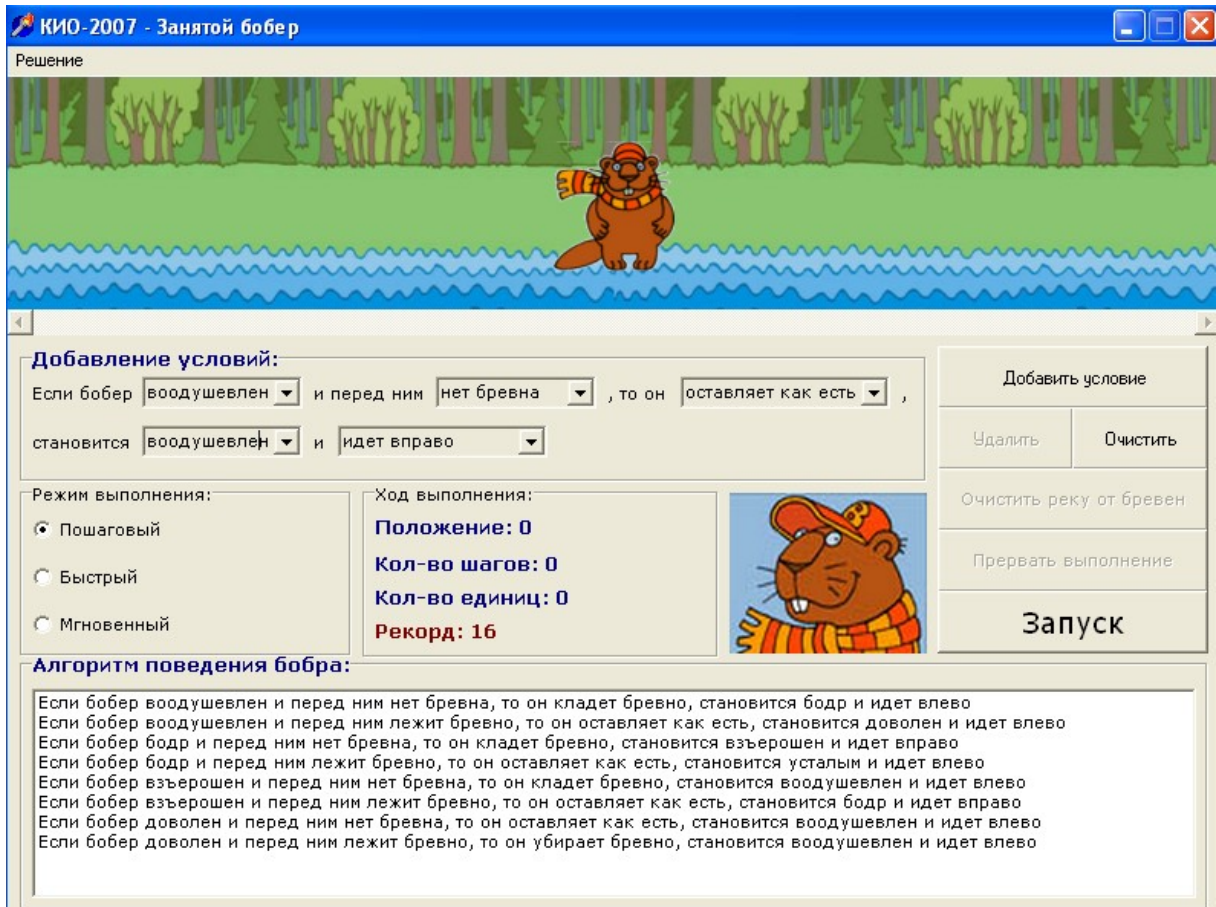 КИО-2007 - Занятой бобер
Решение
Добавление условий:
Если бобер воодушевлен и перед ним нет бревна , то он оставляет как есть ,
становится воодушевлен и идет вправо
Добавить условие
Удалить Очистить
Очистить реку от бревен
Прервать выполнение
Запуск
Режим выполнения:
Пошаговый
Быстрый
Мгновенный
Ход выполнения:
Положение: 0
Кол-во шагов: 0
Кол-во единиц: 0
Рекорд: 16
B
Алгоритм поведения бобра:
Если бобер воодушевлен и перед ним нет бревна, то он кладет бревно, становится бодр и идет влево
Если бобер воодушевлен и перед ним лежит бревно, то он оставляет как есть, становится доволен и идет влево
Если бобер бодр и перед ним нет бревна, то он кладет бревно, становится взъерошен и идет вправо
Если бобер бодр и перед ним лежит бревно, то он оставляет как есть, становится усталым и идет влево
Если бобер взъерошен и перед ним нет бревна, то он кладет бревно, становится воодушевлен и идет влево
Если бобер взъерошен и перед ним лежит бревно, то он оставляет как есть, становится бодр и идет вправо
Если бобер доволен и перед ним нет бревна, то он оставляет как есть, становится воодушевлен и идет влево
Если бобер доволен и перед ним лежит бревно, то он убирает бревно, становится воодушевлен и идет влево